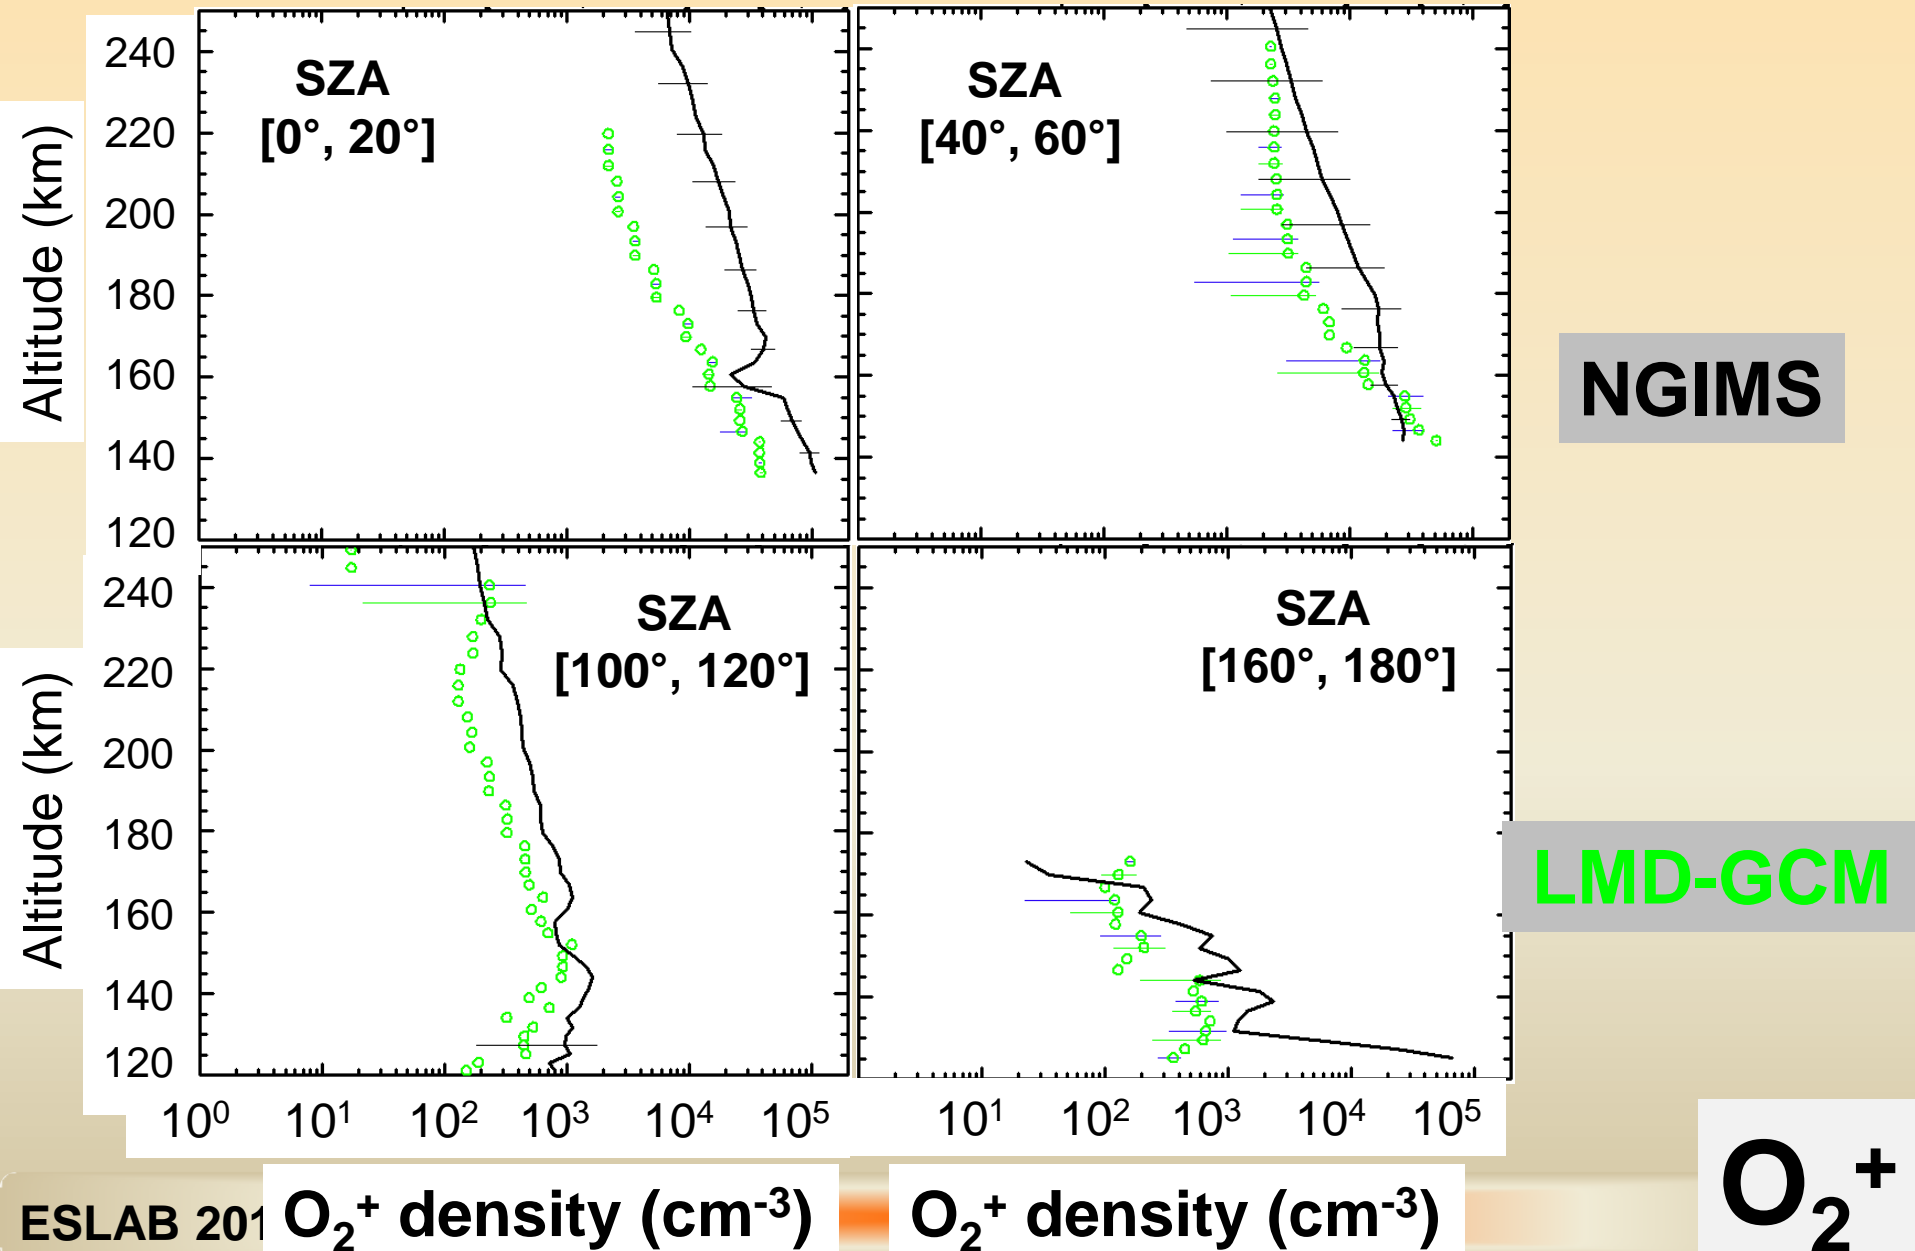 240
220
200
180
160
140
120
Altitude (km)
SZA
[0°, 20°]
SZA
[40°, 60°]
NGIMS
240
220
200
180
160
140
120
Altitude (km)
SZA
[100°, 120°]
SZA
[160°, 180°]
LMD-GCM
10⁰ 10¹ 10² 10³ 10⁴ 10⁵
10¹ 10² 10³ 10⁴ 10⁵
ESLAB 201
O₂⁺ density (cm⁻³)
O₂⁺ density (cm⁻³)
O₂⁺